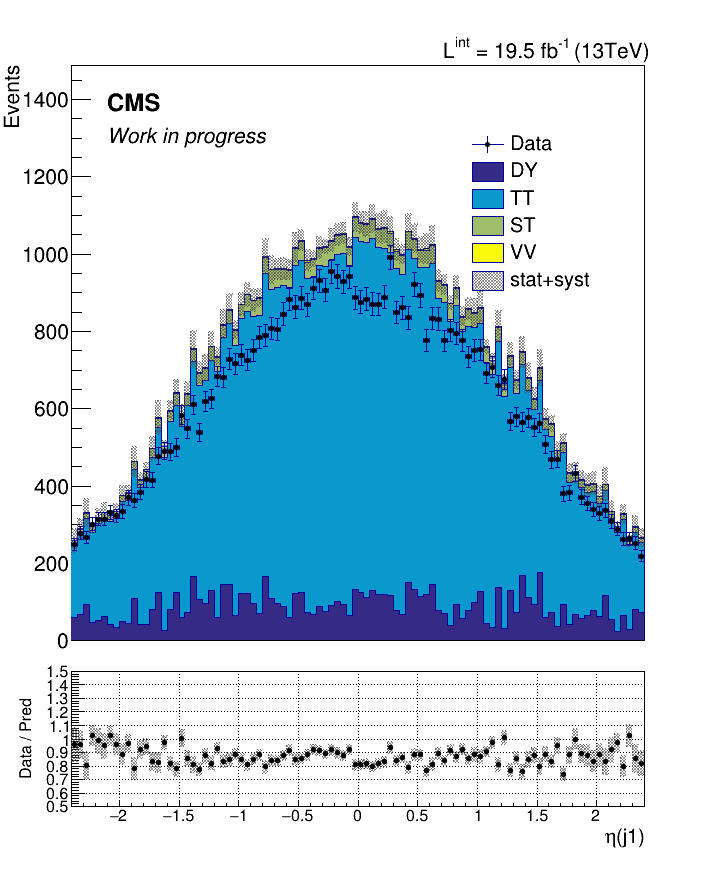 L^int = 19.5 fb^-1 (13TeV)
Events
1400
1200
1000
800
600
400
200
0
CMS
Work in progress
Data
DY
TT
ST
VV
stat+syst
Data / Pred
1.5
1.4
1.3
1.2
1.1
1
0.9
0.8
0.7
0.6
0.5
−2 −1.5 −1 −0.5 0 0.5 1 1.5 2
η(j1)